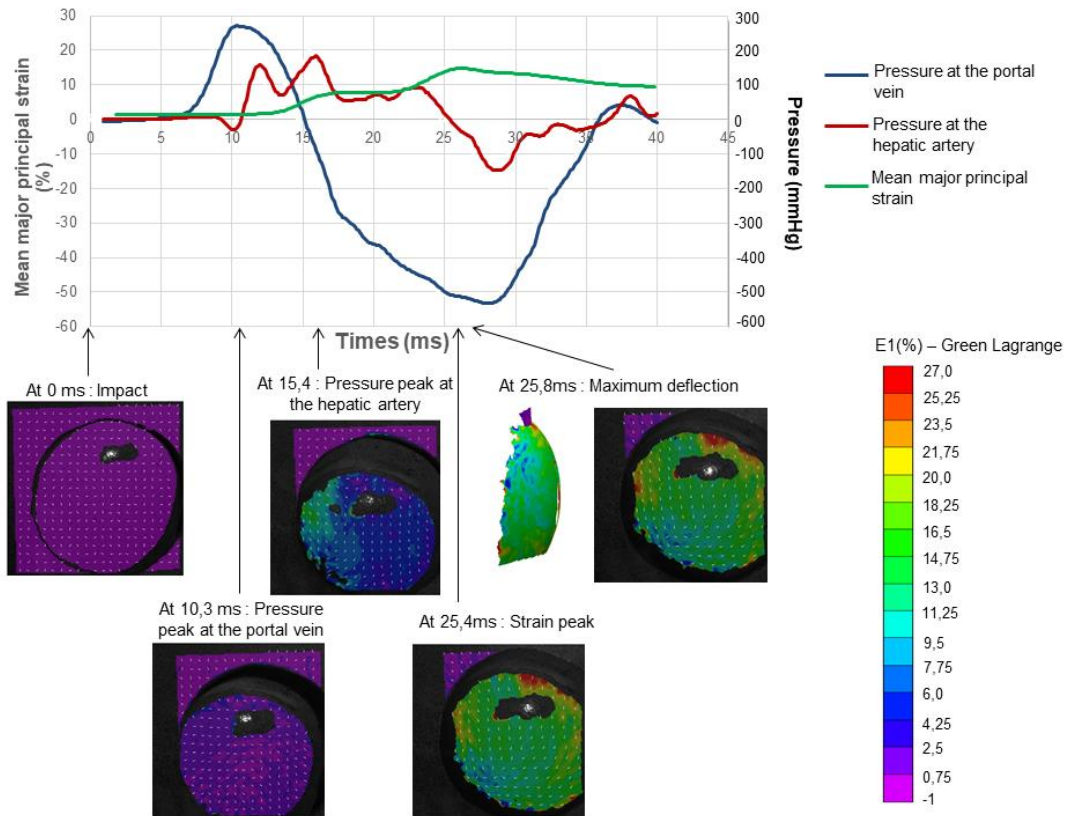 30
20
10
0
-10
-20
-30
-40
-50
-60
Mean major principal strain
(%)
0 5 10 15 20 25 30 35 40 45
Times (ms)
300
200
100
0
-100
-200
-300
-400
-500
-600
Pressure (mmHg)
Pressure at the portal
vein
Pressure at the
hepatic artery
Mean major principal
strain
At 0 ms : Impact
At 15,4 : Pressure peak at
the hepatic artery
At 25,8ms : Maximum deflection
At 10,3 ms : Pressure
peak at the portal vein
At 25,4ms : Strain peak
E1(%) – Green Lagrange
27,0
25,25
23,5
21,75
20,0
18,25
16,5
14,75
13,0
11,25
9,5
7,75
6,0
4,25
2,5
0,75
-1